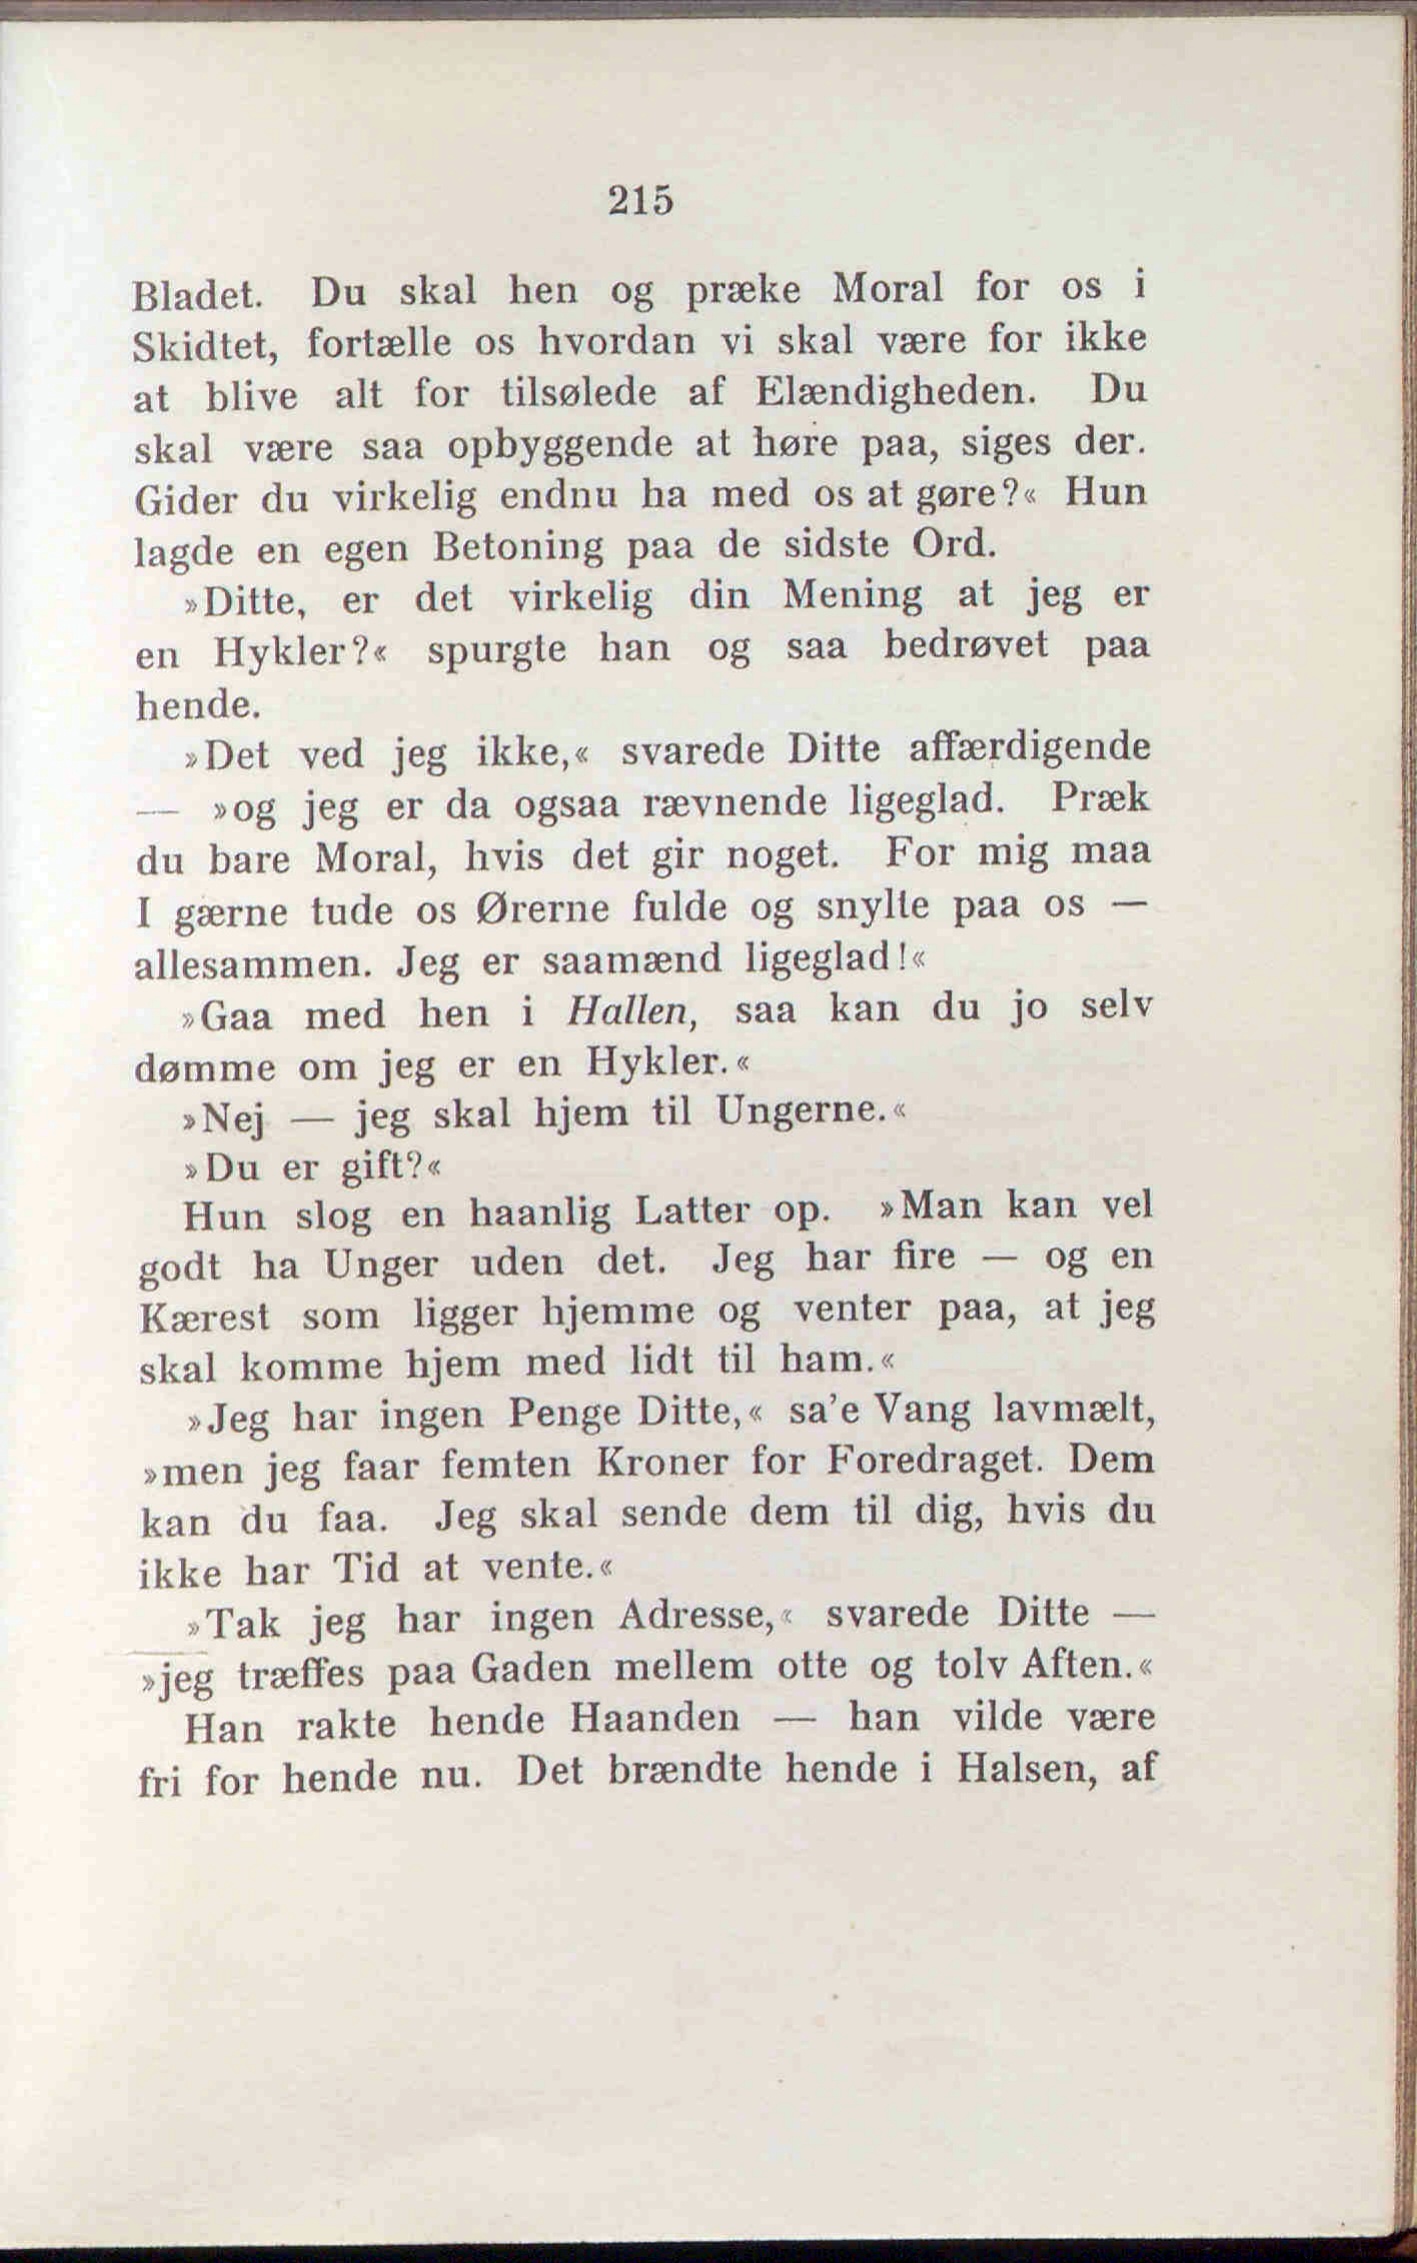 215
Bladet. Du skal hen og præke Moral for os i
Skidtet, fortælle os hvordan vi skal være for ikke
at blive alt for tilsølede af Elændigheden. Du
skal være saa opbyggende at høre paa, siges der.
Gider du virkelig endnu ha med os at gøre?« Hun
lagde en egen Betoning paa de sidste Ord.
»Ditte, er det virkelig din Mening at jeg er
en Hykler?« spurgte han og saa bedrøvet paa
hende.
»Det ved jeg ikke,« svarede Ditte affærdigende
— »og jeg er da ogsaa rævnende ligeglad. Præk
du bare Moral, hvis det gir noget. For mig maa
I gærne tude os Ørerne fulde og snylte paa os —
allesammen. Jeg er saamænd ligeglad!«
»Gaa med hen i Hallen, saa kan du jo selv
dømme om jeg er en Hykler.«
»Nej — jeg skal hjem til Ungerne.«
»Du er gift?«
Hun slog en haanlig Latter op. »Man kan vel
godt ha Unger uden det. Jeg har fire — og en
Kærest som ligger hjemme og venter paa, at jeg
skal komme hjem med lidt til ham.«
»Jeg har ingen Penge Ditte,« sa'e Vang lavmælt,
»men jeg faar femten Kroner for Foredraget. Dem
kan du faa. Jeg skal sende dem til dig, hvis du
ikke har Tid at vente.«
»Tak jeg har ingen Adresse,« svarede Ditte —
»jeg træffes paa Gaden mellem otte og tolv Aften.«
Han rakte hende Haanden — han vilde være
fri for hende nu. Det brændte hende i Halsen, af